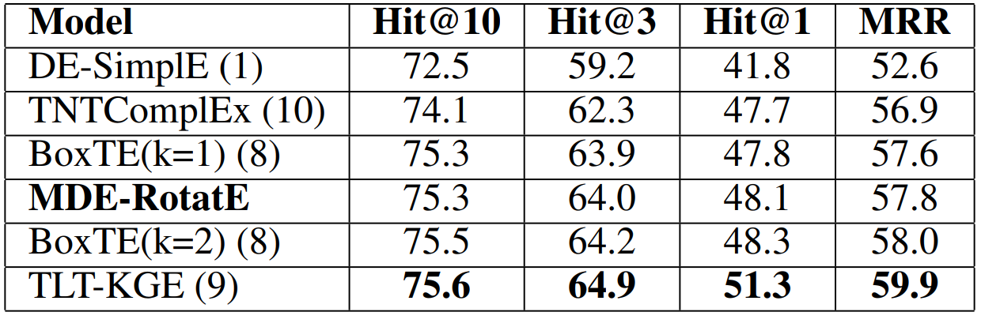 Model Hit@10 Hit@3 Hit@1 MRR
DE-SimplE (1) 72.5 59.2 41.8 52.6
TNTComplEx (10) 74.1 62.3 47.7 56.9
BoxTE(k=1) (8) 75.3 63.9 47.8 57.6
MDE-RotatE 75.3 64.0 48.1 57.8
BoxTE(k=2) (8) 75.5 64.2 48.3 58.0
TLT-KGE (9) 75.6 64.9 51.3 59.9